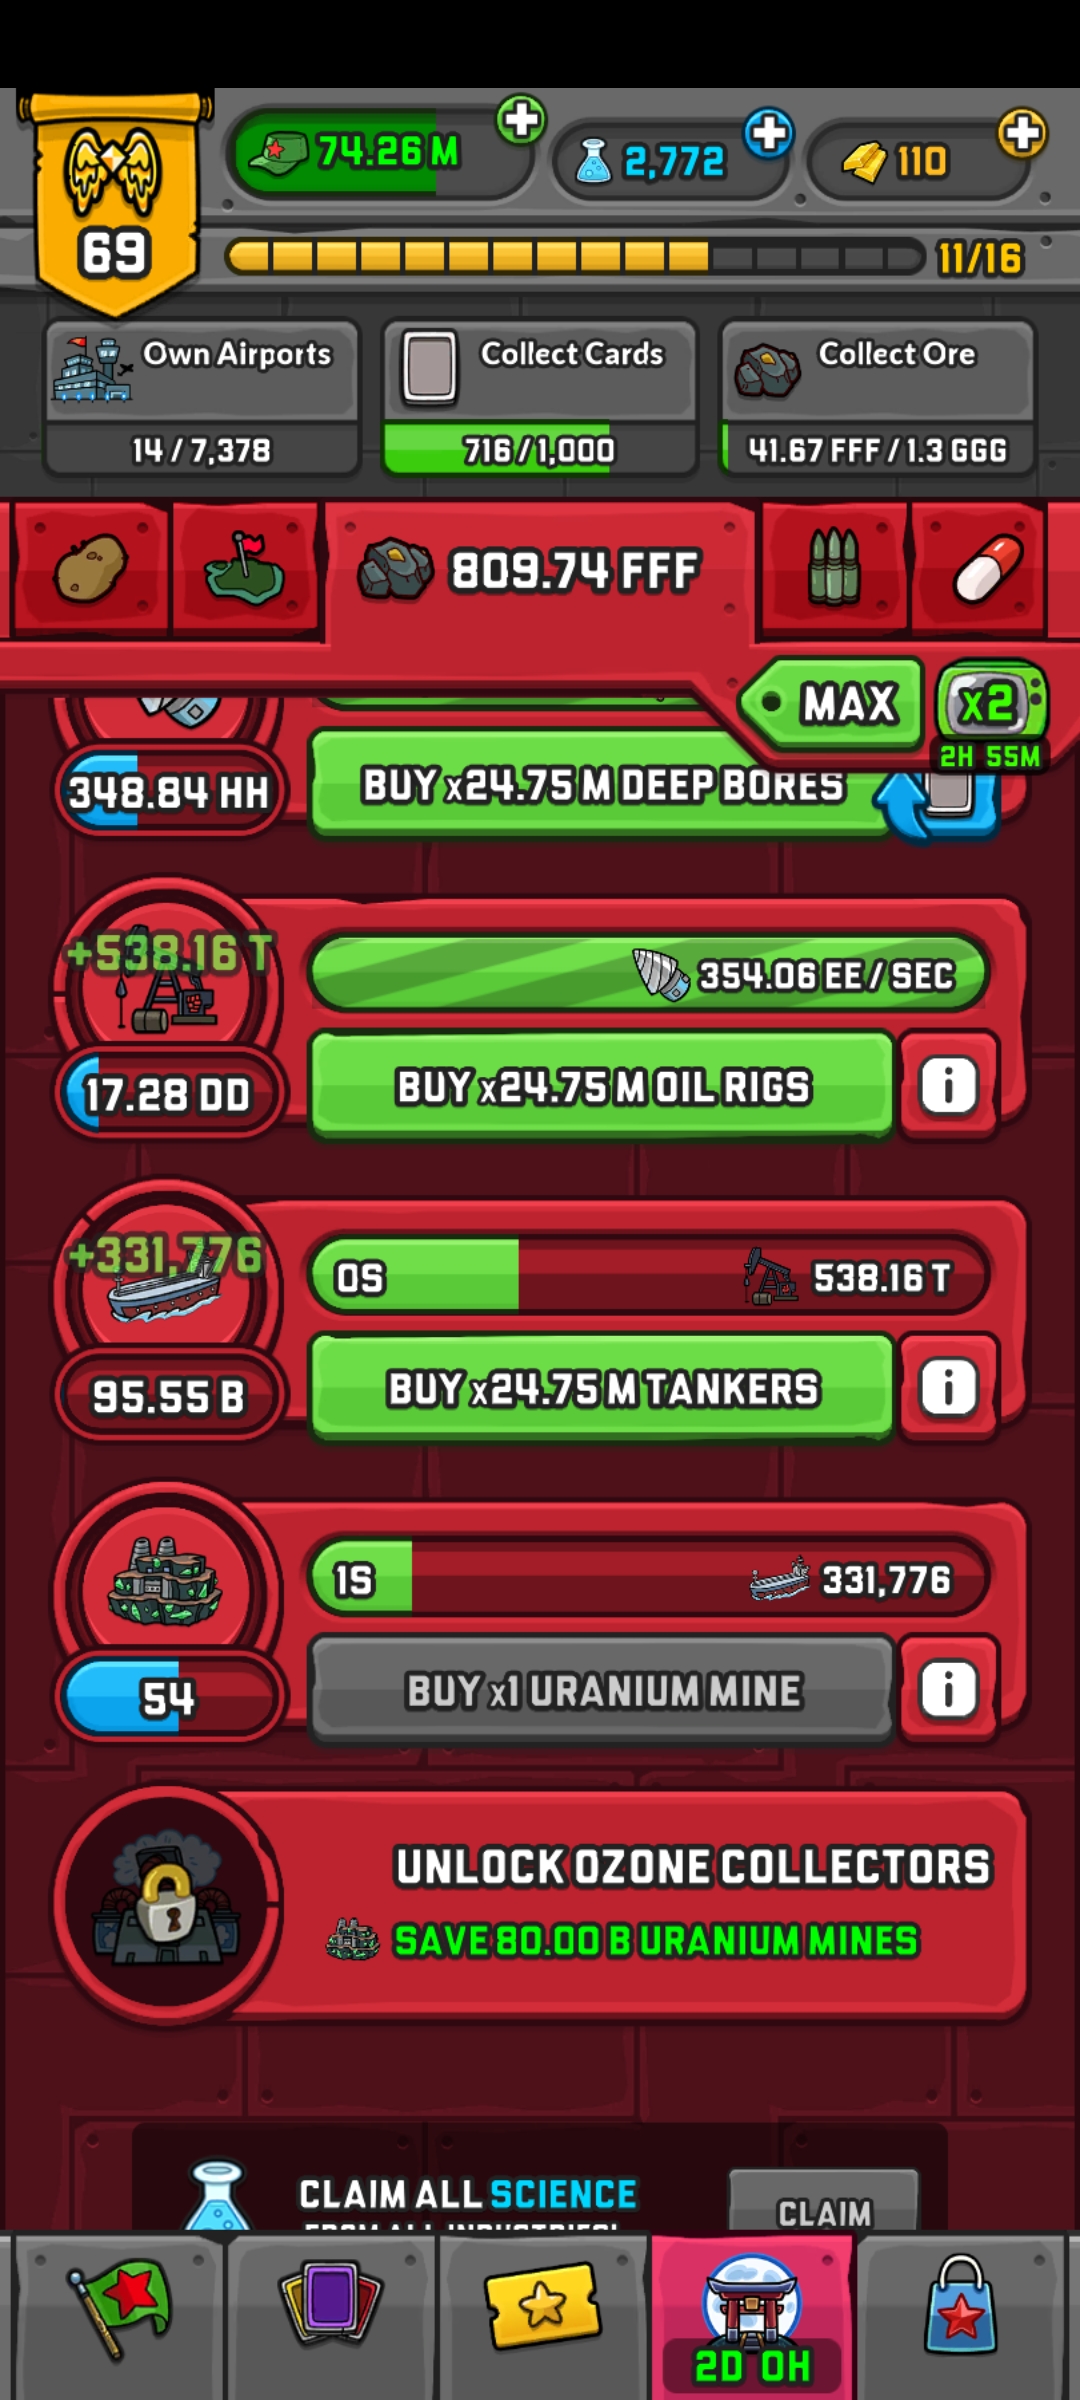 74.26 M
2,772
110
69
11/16
Own Airports
Collect Cards
Collect Ore
14 / 7,378
716 / 1,000
41.67 FFF / 1.3 GGG
809.74 FFF
MAX
x2
2H 55M
348.84 HH
BUY x24.75 M DEEP BORES
+538.16 T
354.06 EE / SEC
17.28 DD
BUY x24.75 M OIL RIGS
+331,776
0S
538.16 T
95.55 B
BUY x24.75 M TANKERS
1S
331,776
54
BUY x1 URANIUM MINE
UNLOCK OZONE COLLECTORS
SAVE 80.00 B URANIUM MINES
CLAIM ALL SCIENCE
FROM ALL INDUSTRIES!
CLAIM
2D 0H